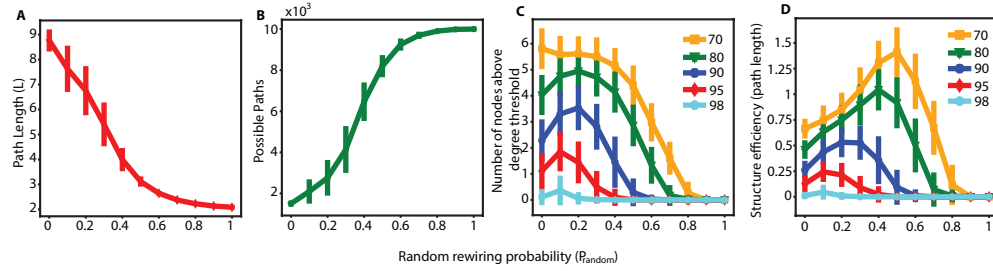 A
Path Length (L)
9
8
7
6
5
4
3
2
0 0.2 0.4 0.6 0.8 1
B
x10³
Possible Paths
10
8
6
4
2
0 0.2 0.4 0.6 0.8 1
C
Number of nodes above
degree threshold
6
5
4
3
2
1
0
0 0.2 0.4 0.6 0.8 1
70
80
90
95
98
D
Structure efficiency (path length)
1.5
1.25
1
0.75
0.5
0.25
0
0 0.2 0.4 0.6 0.8 1
70
80
90
95
98
Random rewiring probability (Prandom)